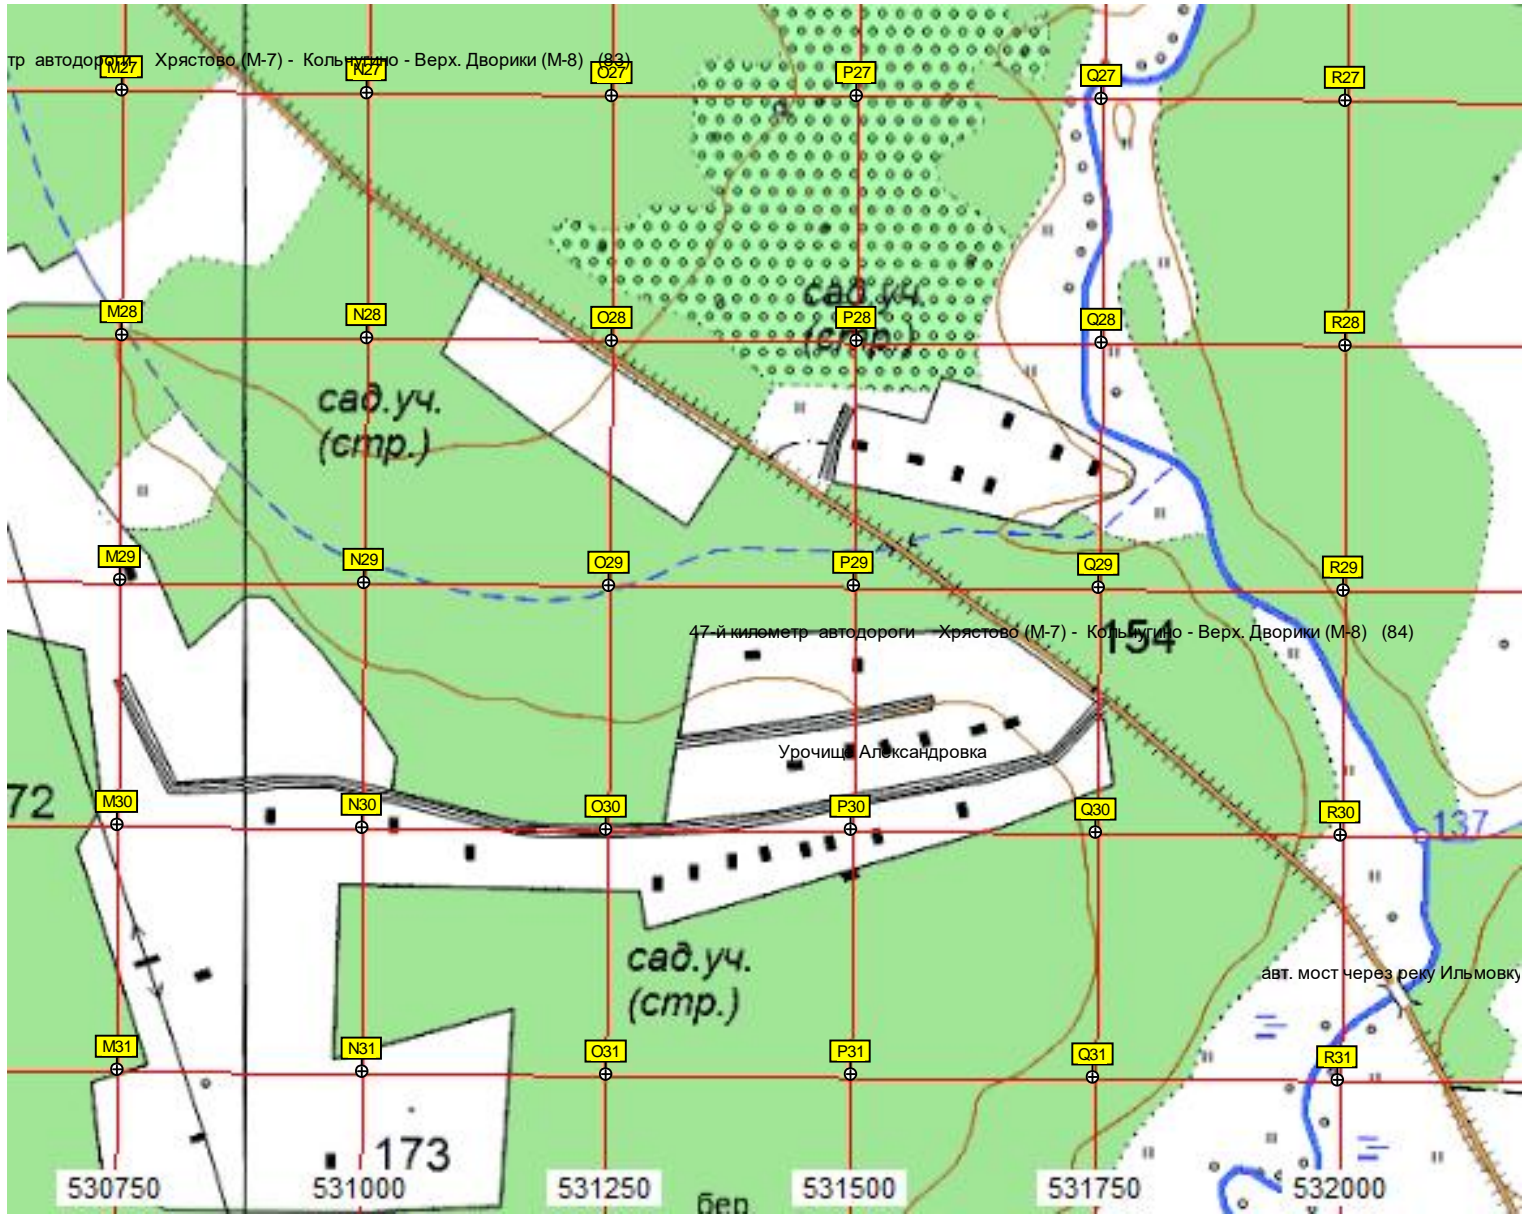 тр автодороги Хрястово (М-7) - Кольчугино - Верх. Дворики (М-8) (83)
M27 N27 O27 P27 Q27 R27
сад.уч.
(стр.)
M28 N28 O28 P28 Q28 R28
сад.уч.
(стр.)
M29 N29 O29 P29 Q29 R29
47-й километр автодороги Хрястово (М-7) - Кольчугино - Верх. Дворики (М-8) (84)
154
Урочище Александровка
72
M30 N30 O30 P30 Q30 R30
137
сад.уч.
(стр.)
авт. мост через реку Ильмовку
M31 N31 O31 P31 Q31 R31
173
530750 531000 531250 531500 531750 532000
бер